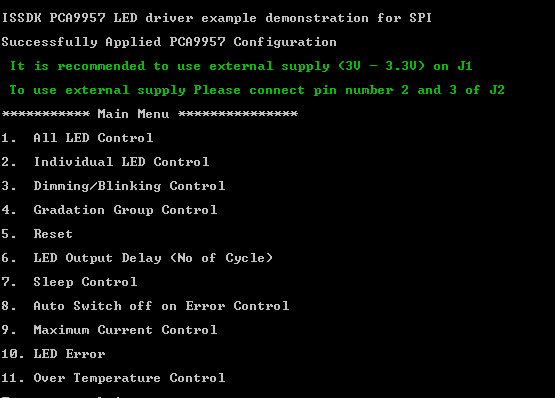 ISSDK PCA9957 LED driver example demonstration for SPI
Successfully Applied PCA9957 Configuration
It is recommended to use external supply (3V - 3.3V) on J1
To use external supply Please connect pin number 2 and 3 of J2
*********** Main Menu ***************
1. All LED Control
2. Individual LED Control
3. Dimming/Blinking Control
4. Gradation Group Control
5. Reset
6. LED Output Delay (No of Cycle)
7. Sleep Control
8. Auto Switch off on Error Control
9. Maximum Current Control
10. LED Error
11. Over Temperature Control